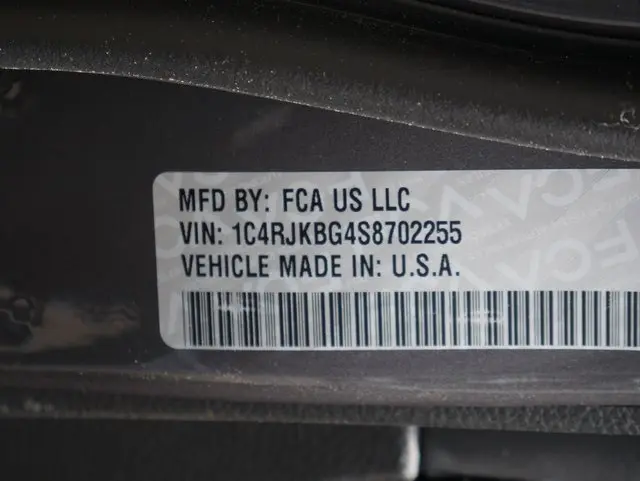 MFD BY: FCA US LLC
VIN: 1C4RJKBG4S8702255
VEHICLE MADE IN: U.S.A.